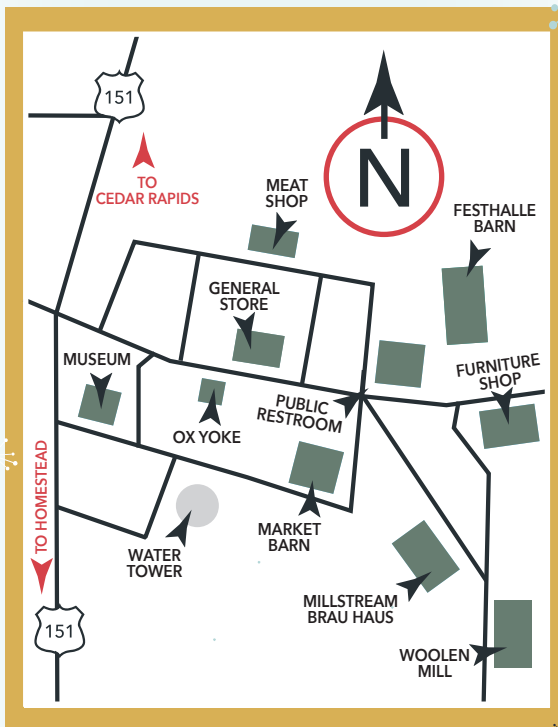 151
TO
CEDAR RAPIDS
N
MEAT
SHOP
FESTHALLE
BARN
GENERAL
STORE
MUSEUM
FURNITURE
SHOP
PUBLIC
RESTROOM
OX YOKE
TO HOMESTEAD
MARKET
BARN
WATER
TOWER
MILLSTREAM
BRAU HAUS
151
WOOLEN
MILL